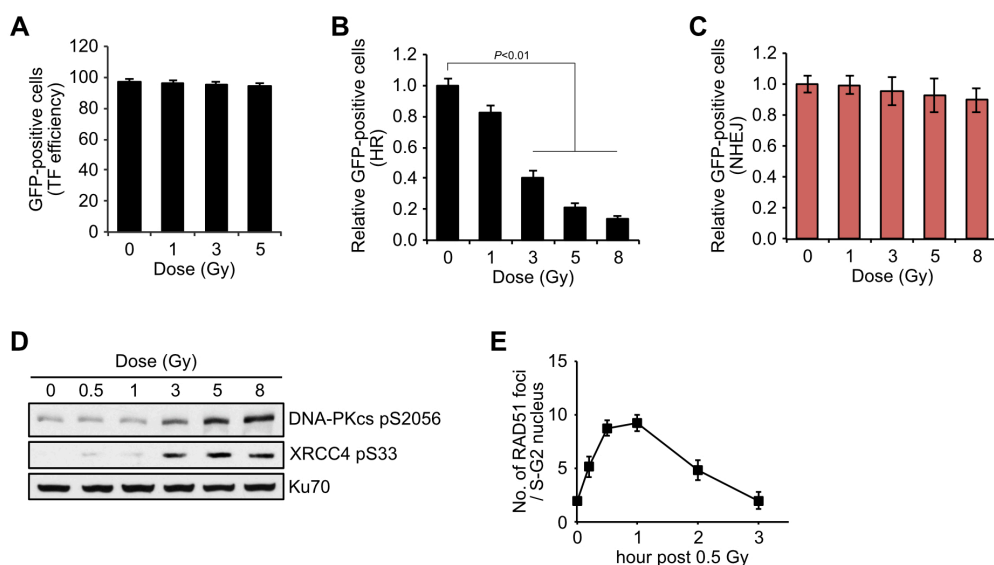 A
GFP-positive cells
(TF efficiency)
120
100
80
60
40
20
0
0 1 3 5
Dose (Gy)
B
Relative GFP-positive cells
(HR)
1.2
1.0
0.8
0.6
0.4
0.2
0.0
P<0.01
0 1 3 5 8
Dose (Gy)
C
Relative GFP-positive cells
(NHEJ)
1.2
1.0
0.8
0.6
0.4
0.2
0.0
0 1 3 5 8
Dose (Gy)
D
Dose (Gy)
0 0.5 1 3 5 8
DNA-PKcs pS2056
XRCC4 pS33
Ku70
E
No. of RAD51 foci
/ S-G2 nucleus
15
10
5
0
0 1 2 3
hour post 0.5 Gy